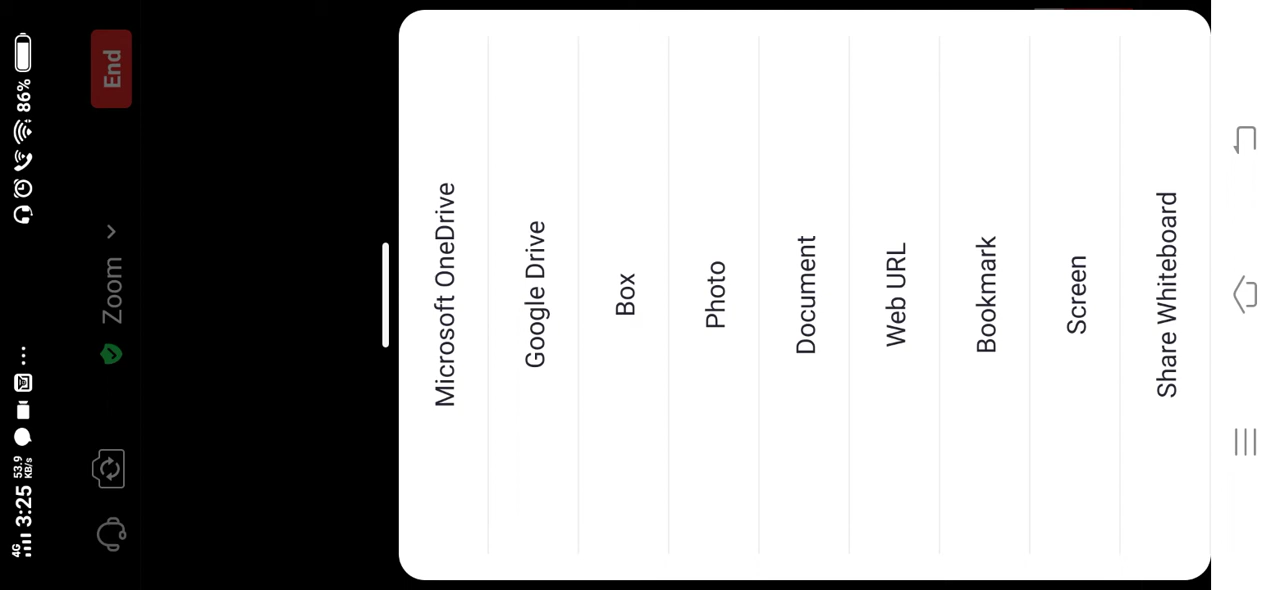 4G 3:25 53.9 KB/s ... 86%
Zoom
End
Microsoft OneDrive
Google Drive
Box
Photo
Document
Web URL
Bookmark
Screen
Share Whiteboard